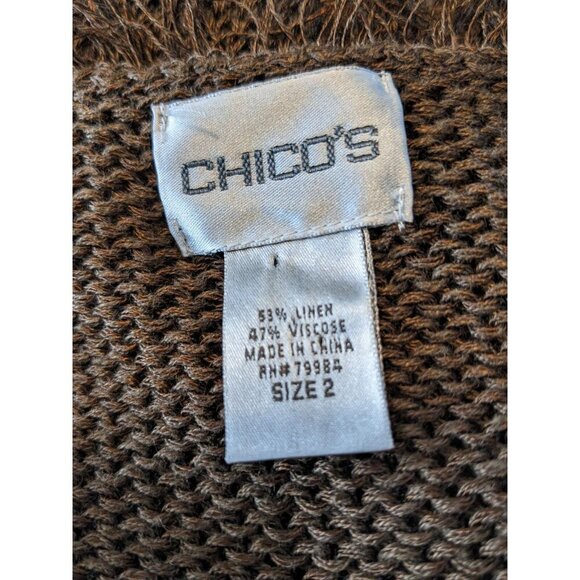 CHICO'S
53% LINEN
47% VISCOSE
MADE IN CHINA
RN# 79984
SIZE 2